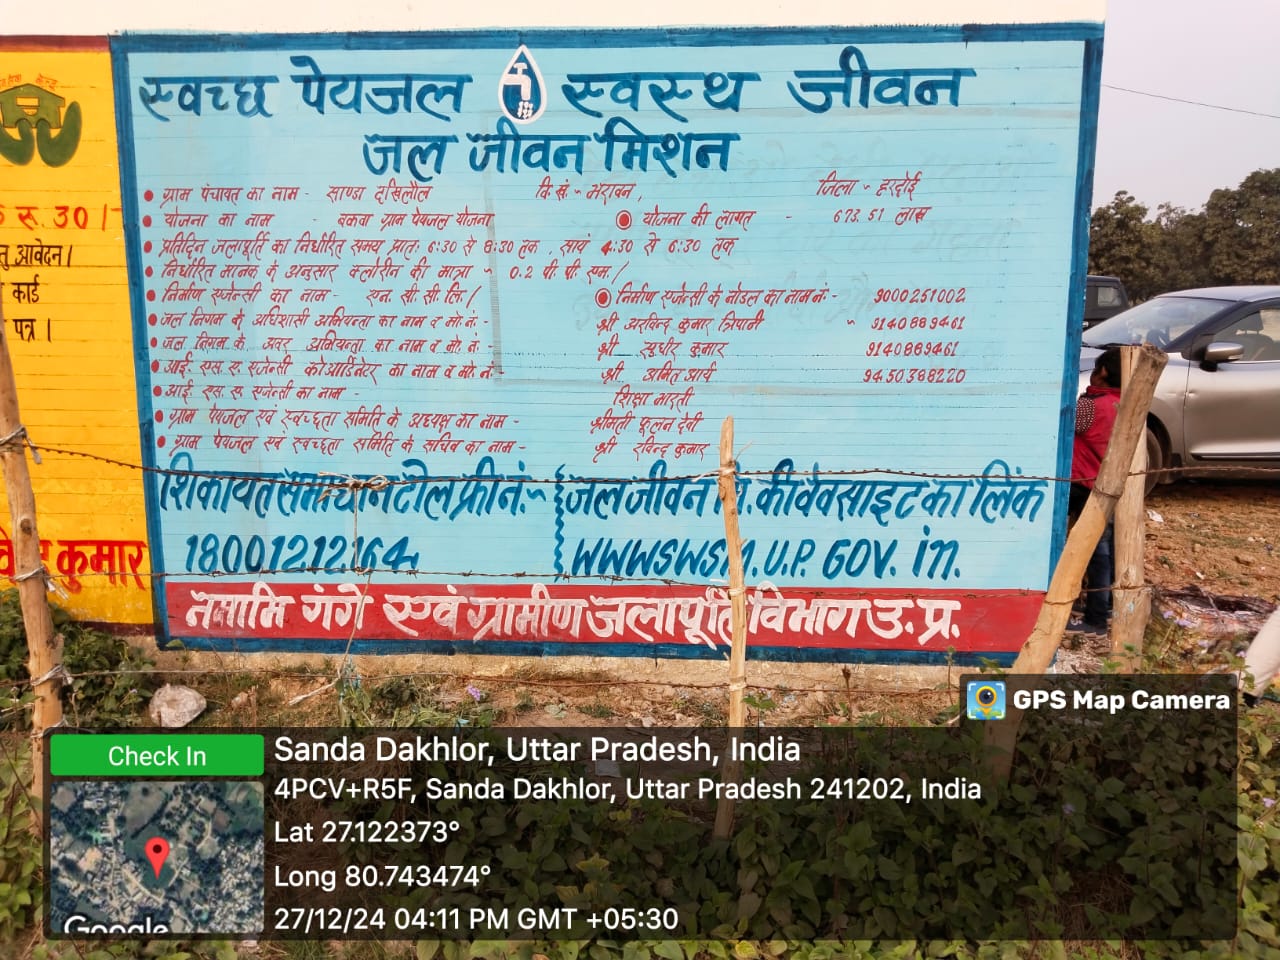 स्वच्छ पेयजल स्वस्थ जीवन
जल जीवन मिशन
ग्राम पंचायत का नाम - साण्डा दखिलौल वि.खं. - भरावन, जिला - हरदोई
योजना का नाम - बकवा ग्राम पेयजल योजना योजना की लागत - 673.51 लाख
प्रतिदिन जलापूर्ति का निर्धारित समय प्रातः 6:30 से 8:30 तक, सायं 4:30 से 6:30 तक
निर्धारित मानक के अनुसार क्लोरीन की मात्रा - 0.2 पी.पी.एम./
निर्माण एजेन्सी का नाम - एन.सी.सी.लि./ निर्माण एजेन्सी के नोडल का नाम नं:- 9000251002
जल निगम के अधिशासी अभियन्ता का नाम व मो.नं:- श्री अरविन्द कुमार त्रिपाठी - 9140889461
जल निगम के अवर अभियन्ता का नाम व मो.नं:- श्री सुधीर कुमार 9140889461
आई.एस.ए. एजेन्सी कोआर्डिनेटर का नाम व मो.नं:- श्री अमित आर्य 9450388220
आई.एस.ए. एजेन्सी का नाम - शिक्षा भारती
ग्राम पेयजल एवं स्वच्छता समिति के अध्यक्ष का नाम - श्रीमती फूलन देवी
ग्राम पेयजल एवं स्वच्छता समिति के सचिव का नाम - श्री रविन्द्र कुमार
शिकायत समाधान टोल फ्री नं:- जल जीवन मि. की वेवसाइट का लिंक
18001212164 WWWSWSM.U.P.GOV.in.
नमामि गंगे एवं ग्रामीण जलापूर्ति विभाग उ.प्र.
रू. 30/-
आवेदन।
कार्ड
पत्र।
कुमार
GPS Map Camera
Check In
Sanda Dakhlor, Uttar Pradesh, India
4PCV+R5F, Sanda Dakhlor, Uttar Pradesh 241202, India
Lat 27.122373°
Long 80.743474°
27/12/24 04:11 PM GMT +05:30
Google